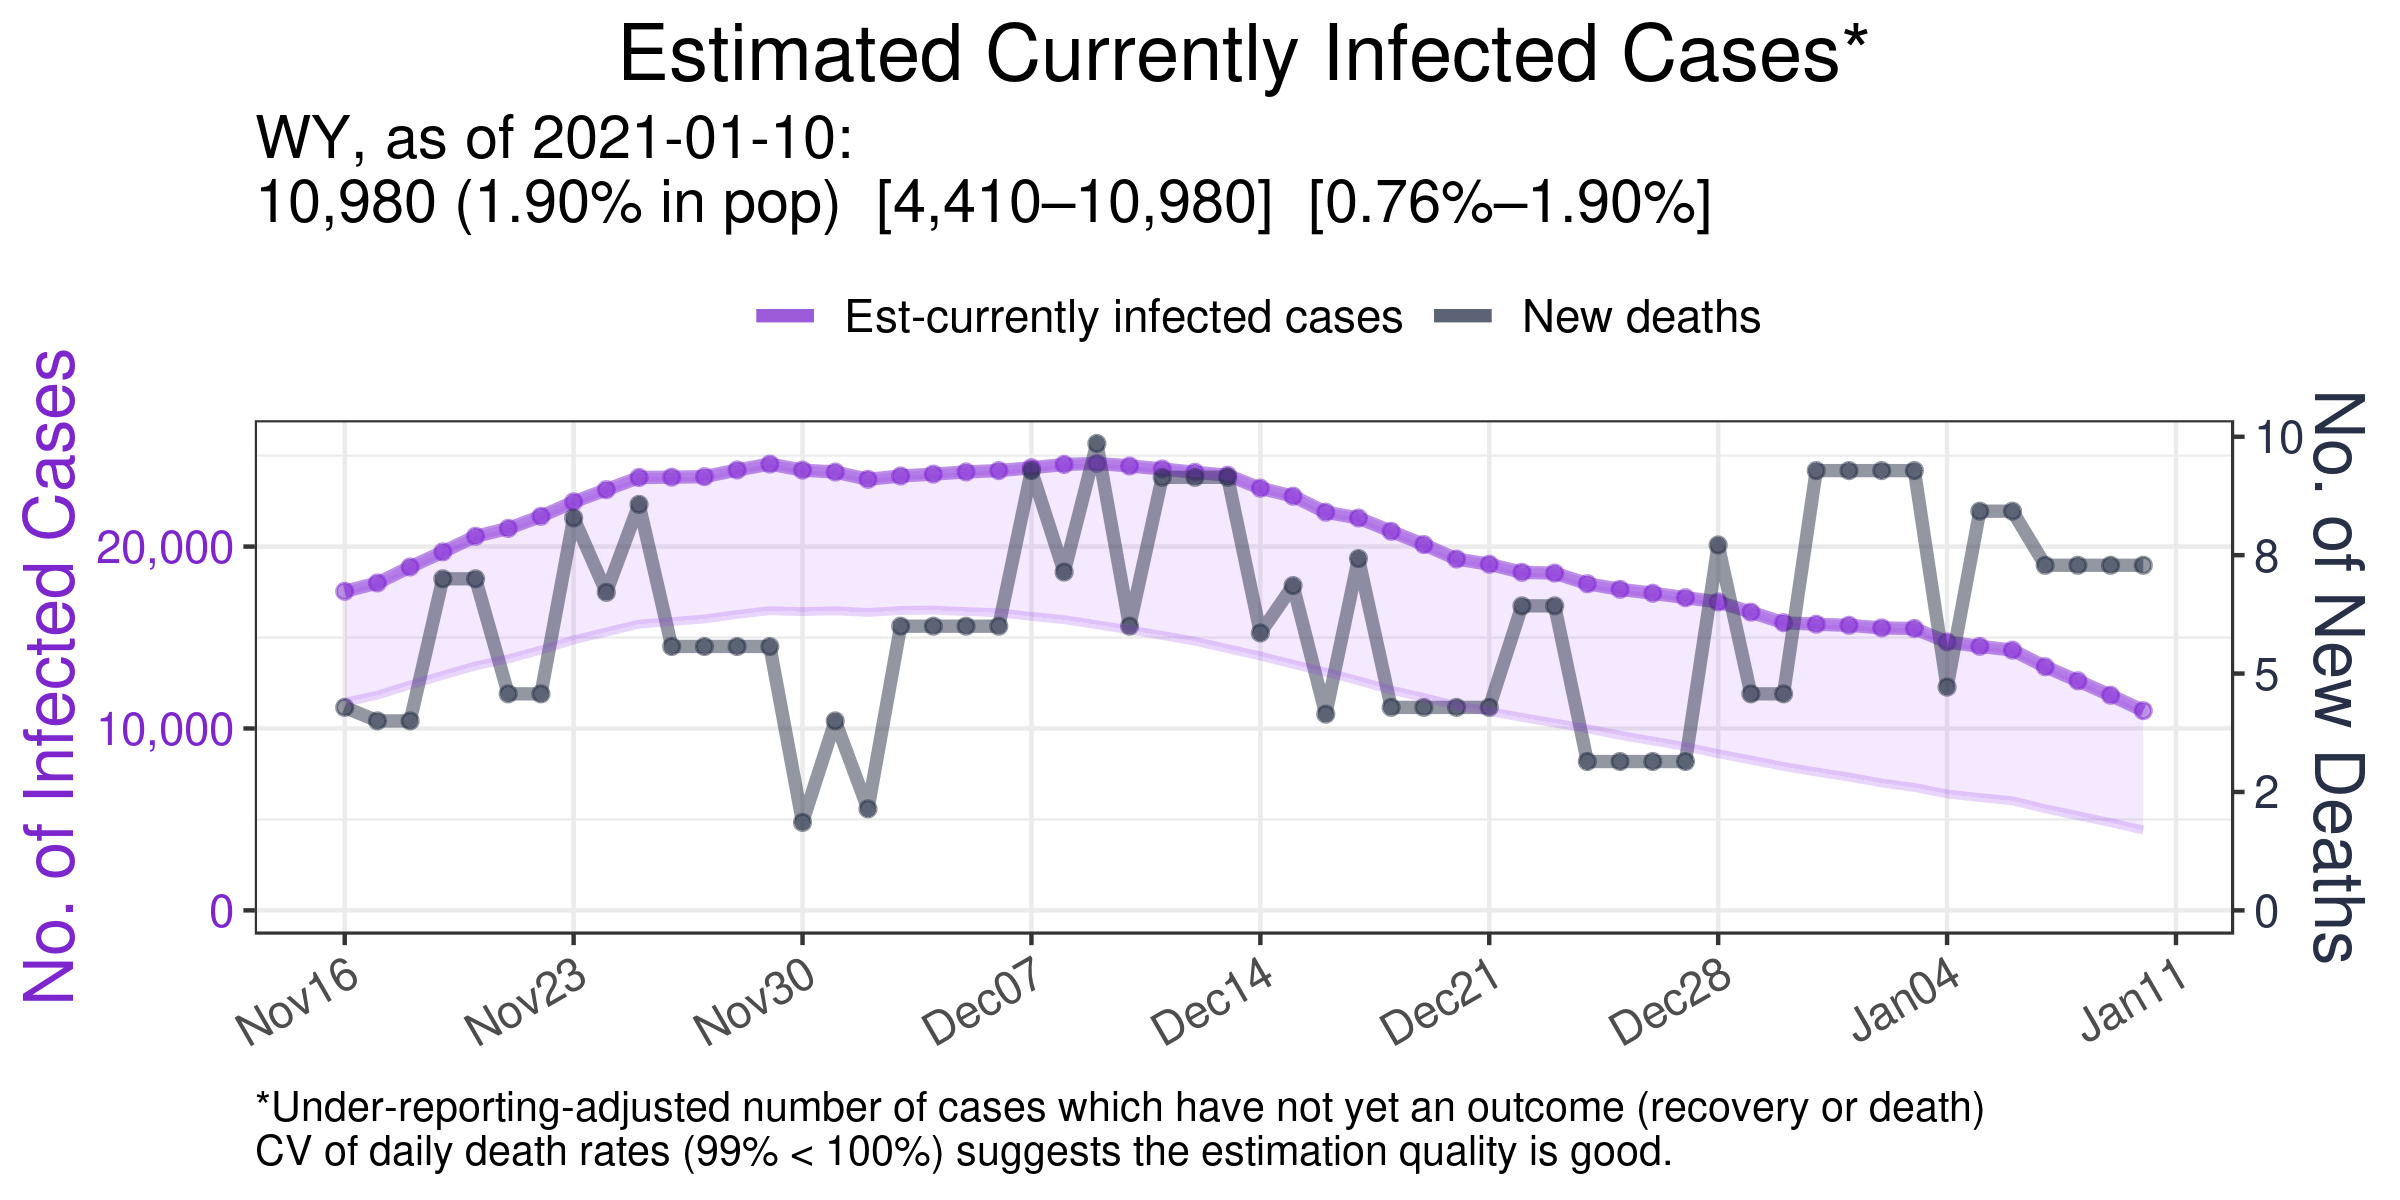 Estimated Currently Infected Cases*
WY, as of 2021-01-10:
10,980 (1.90% in pop)  [4,410–10,980]  [0.76%–1.90%]
Est-currently infected cases
New deaths
No. of Infected Cases
20,000
10,000
0
10
8
5
2
0
No. of New Deaths
Nov16
Nov23
Nov30
Dec07
Dec14
Dec21
Dec28
Jan04
Jan11
*Under-reporting-adjusted number of cases which have not yet an outcome (recovery or death)
CV of daily death rates (99% < 100%) suggests the estimation quality is good.